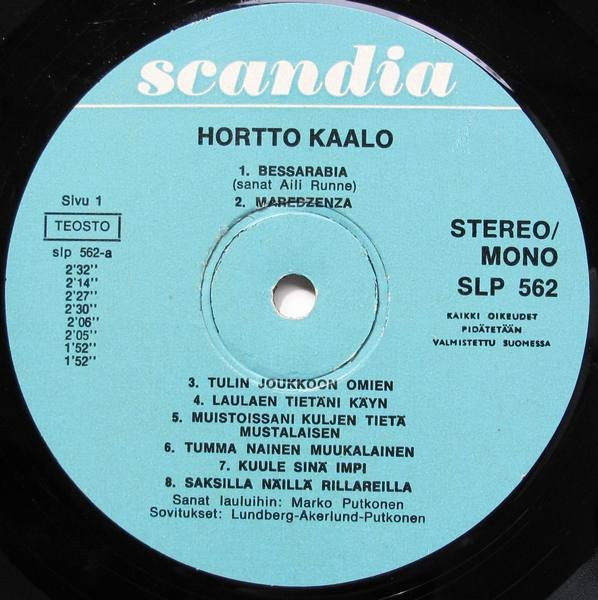 scandia
HORTTO KAALO
1. BESSARABIA
(sanat Aili Runne)
2. MAREDZENZA
Sivu 1
TEOSTO
slp 562-a
2'32''
2'14''
2'27''
2'30''
2'06''
2'05''
1'52''
1'52''
STEREO/
MONO
SLP 562
KAIKKI OIKEUDET
PIDÄTETÄÄN
VALMISTETTU SUOMESSA
3. TULIN JOUKKOON OMIEN
4. LAULAEN TIETÄNI KÄYN
5. MUISTOISSANI KULJEN TIETÄ
MUSTALAISEN
6. TUMMA NAINEN MUUKALAINEN
7. KUULE SINÄ IMPI
8. SAKSILLA NÄILLÄ RILLAREILLA
Sanat lauluihin: Marko Putkonen
Sovitukset: Lundberg-Åkerlund-Putkonen